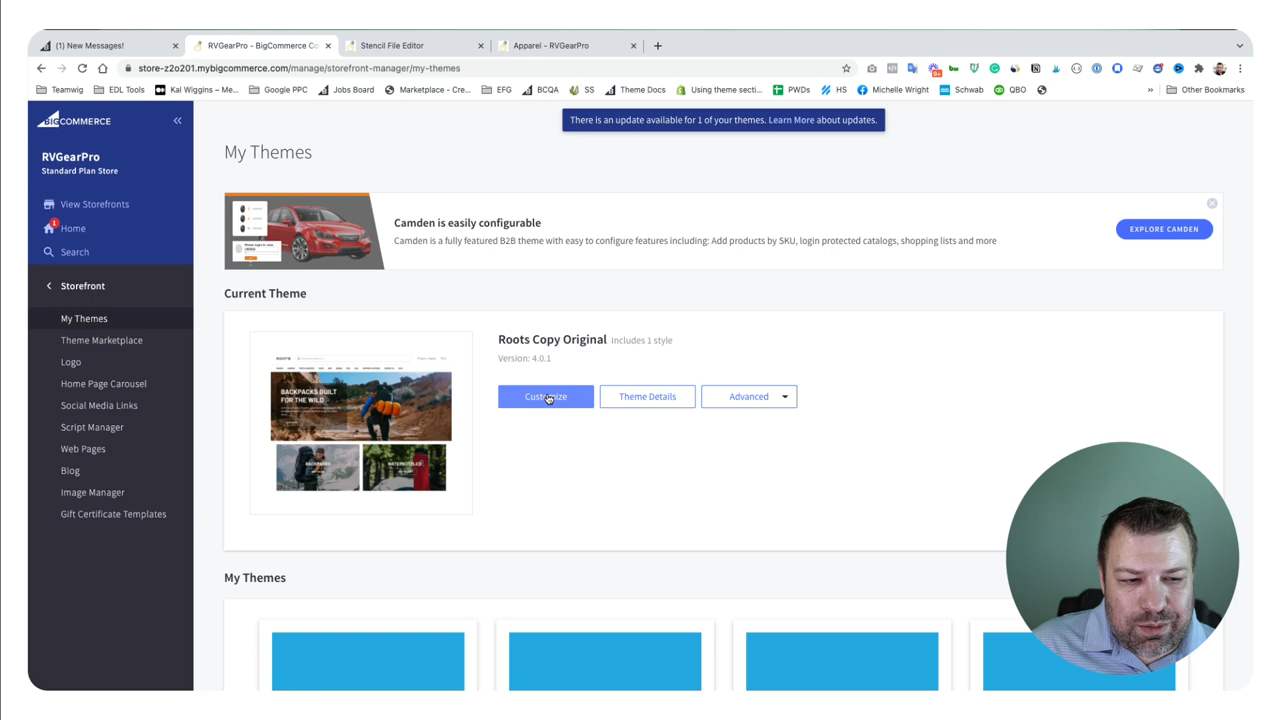 (1) New Messages!
RVGearPro - BigCommerce Co
Stencil File Editor
Apparel - RVGearPro
store-z2o201.mybigcommerce.com/manage/storefront-manager/my-themes
9+
Teamwig
EDL Tools
Kal Wiggins – Me...
Google PPC
Jobs Board
Marketplace - Cre...
EFG
BCQA
SS
Theme Docs
Using theme secti...
PWDs
HS
Michelle Wright
Schwab
QBO
»
Other Bookmarks
BIGCOMMERCE
«
There is an update available for 1 of your themes. Learn More about updates.
RVGearPro
Standard Plan Store
View Storefronts
1
Home
Search
Storefront
My Themes
Theme Marketplace
Logo
Home Page Carousel
Social Media Links
Script Manager
Web Pages
Blog
Image Manager
Gift Certificate Templates
My Themes
Camden is easily configurable
Camden is a fully featured B2B theme with easy to configure features including: Add products by SKU, login protected catalogs, shopping lists and more
EXPLORE CAMDEN
Current Theme
ROOTS
BACKPACKS BUILT
FOR THE WILD
BACKPACKS
WATERBOTTLES
Roots Copy Original Includes 1 style
Version: 4.0.1
Customize
Theme Details
Advanced
My Themes